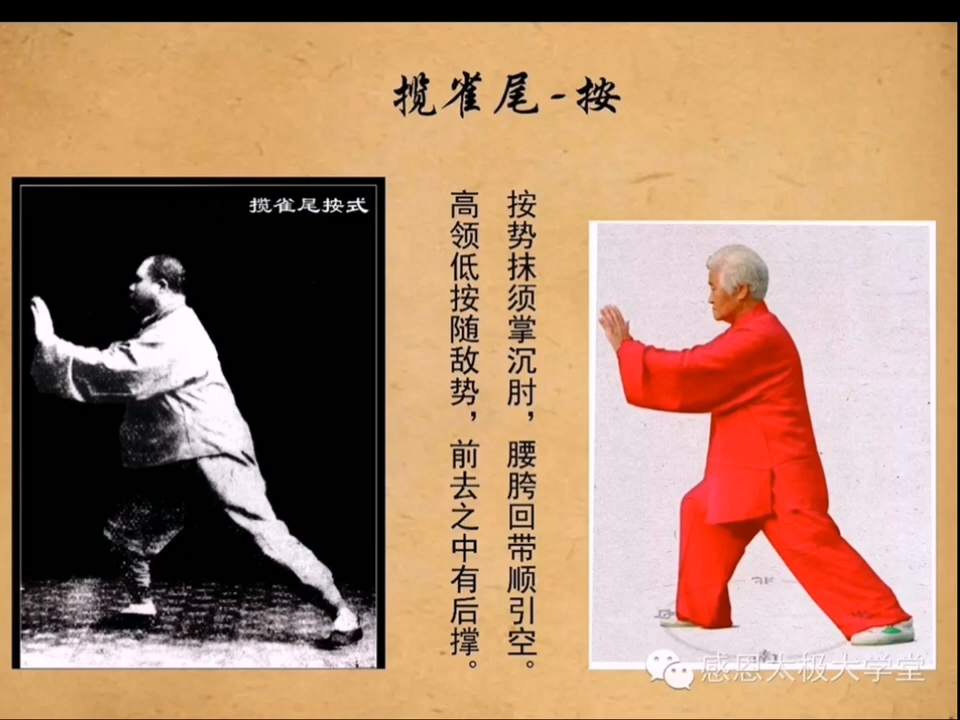 揽雀尾-按
揽雀尾按式
按势抹须掌沉肘，腰胯回带顺引空。
高领低按随敌势，前去之中有后撑。
南
感恩太极大学堂